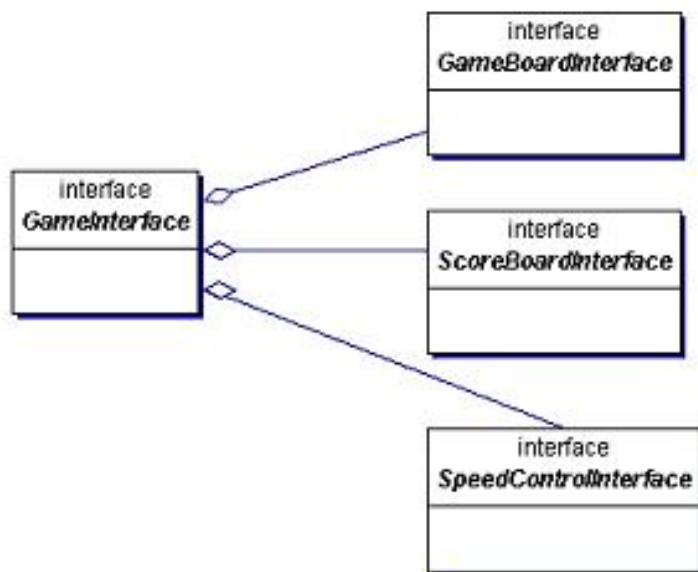 interface
GameBoardInterface
interface
GameInterface
interface
ScoreBoardInterface
interface
SpeedControlInterface